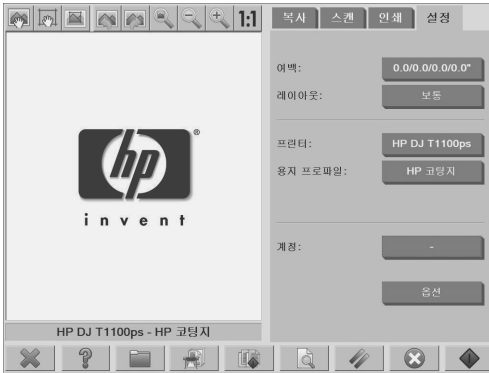 1:1
복사 스캔 인쇄 설정
여백: 0.0/0.0/0.0/0.0"
레이아웃: 보통
프린터: HP DJ T1100ps
용지 프로파일: HP 코팅지
계정: -
옵션
hp ®
invent
HP DJ T1100ps - HP 코팅지